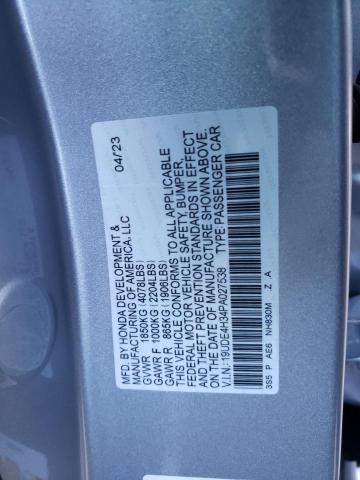 MFD. BY HONDA DEVELOPMENT & 04/23
MANUFACTURING OF AMERICA, LLC
GVWR 1850KG (4078LBS)
GAWR F 1000KG (2204LBS)
GAWR R 865KG (1906LBS)
THIS VEHICLE CONFORMS TO ALL APPLICABLE
FEDERAL MOTOR VEHICLE SAFETY, BUMPER,
AND THEFT PREVENTION STANDARDS IN EFFECT
ON THE DATE OF MANUFACTURE SHOWN ABOVE.
V.I.N.: 19UDE4H34PA027538 TYPE: PASSENGER CAR
3S5 P AE6 NH830M Z A